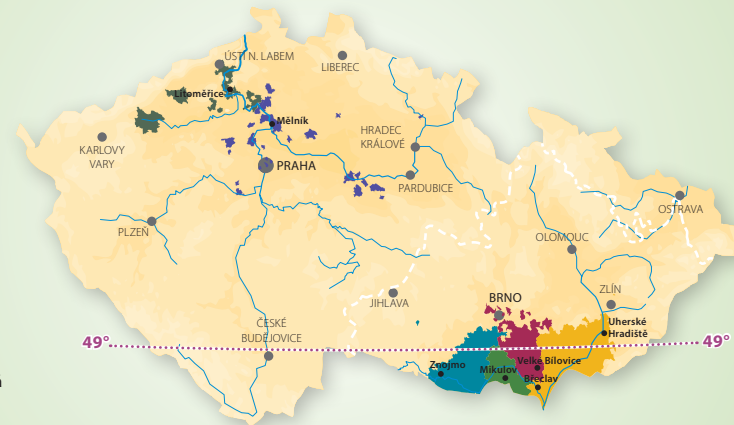 ÚSTÍ N. LABEM
LIBEREC
Litoměřice
Mělník
KARLOVY
VARY
HRADEC
KRÁLOVÉ
PRAHA
PARDUBICE
OSTRAVA
PLZEŇ
OLOMOUC
ZLÍN
JIHLAVA
BRNO
ČESKÉ
BUDĚJOVICE
Uherské
Hradiště
49°
49°
Znojmo
Mikulov
Velké Bílovice
Břeclav